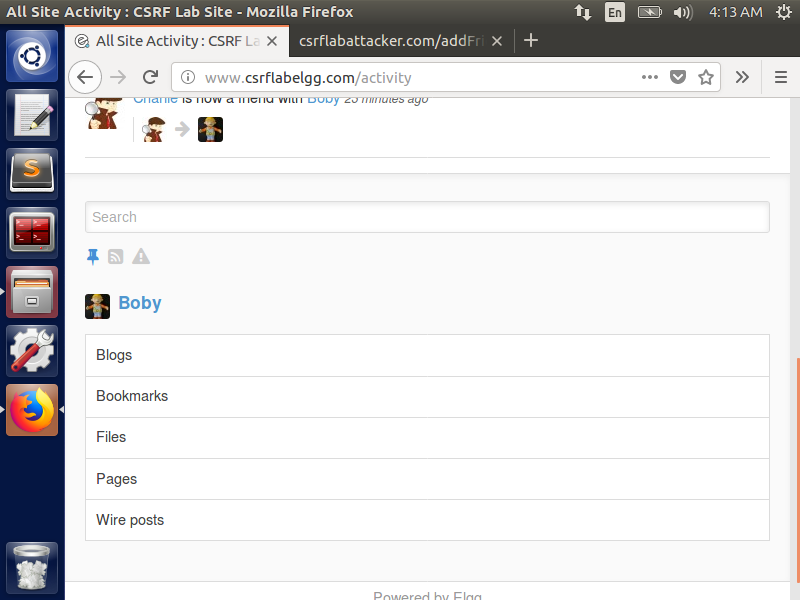 All Site Activity : CSRF Lab Site - Mozilla Firefox
En
4:13 AM
All Site Activity : CSRF La
csrflabattacker.com/addFri
www.csrflabelgg.com/activity
Charlie is now a friend with Boby 25 minutes ago
Search
Boby
Blogs
Bookmarks
Files
Pages
Wire posts
Powered by Elgg